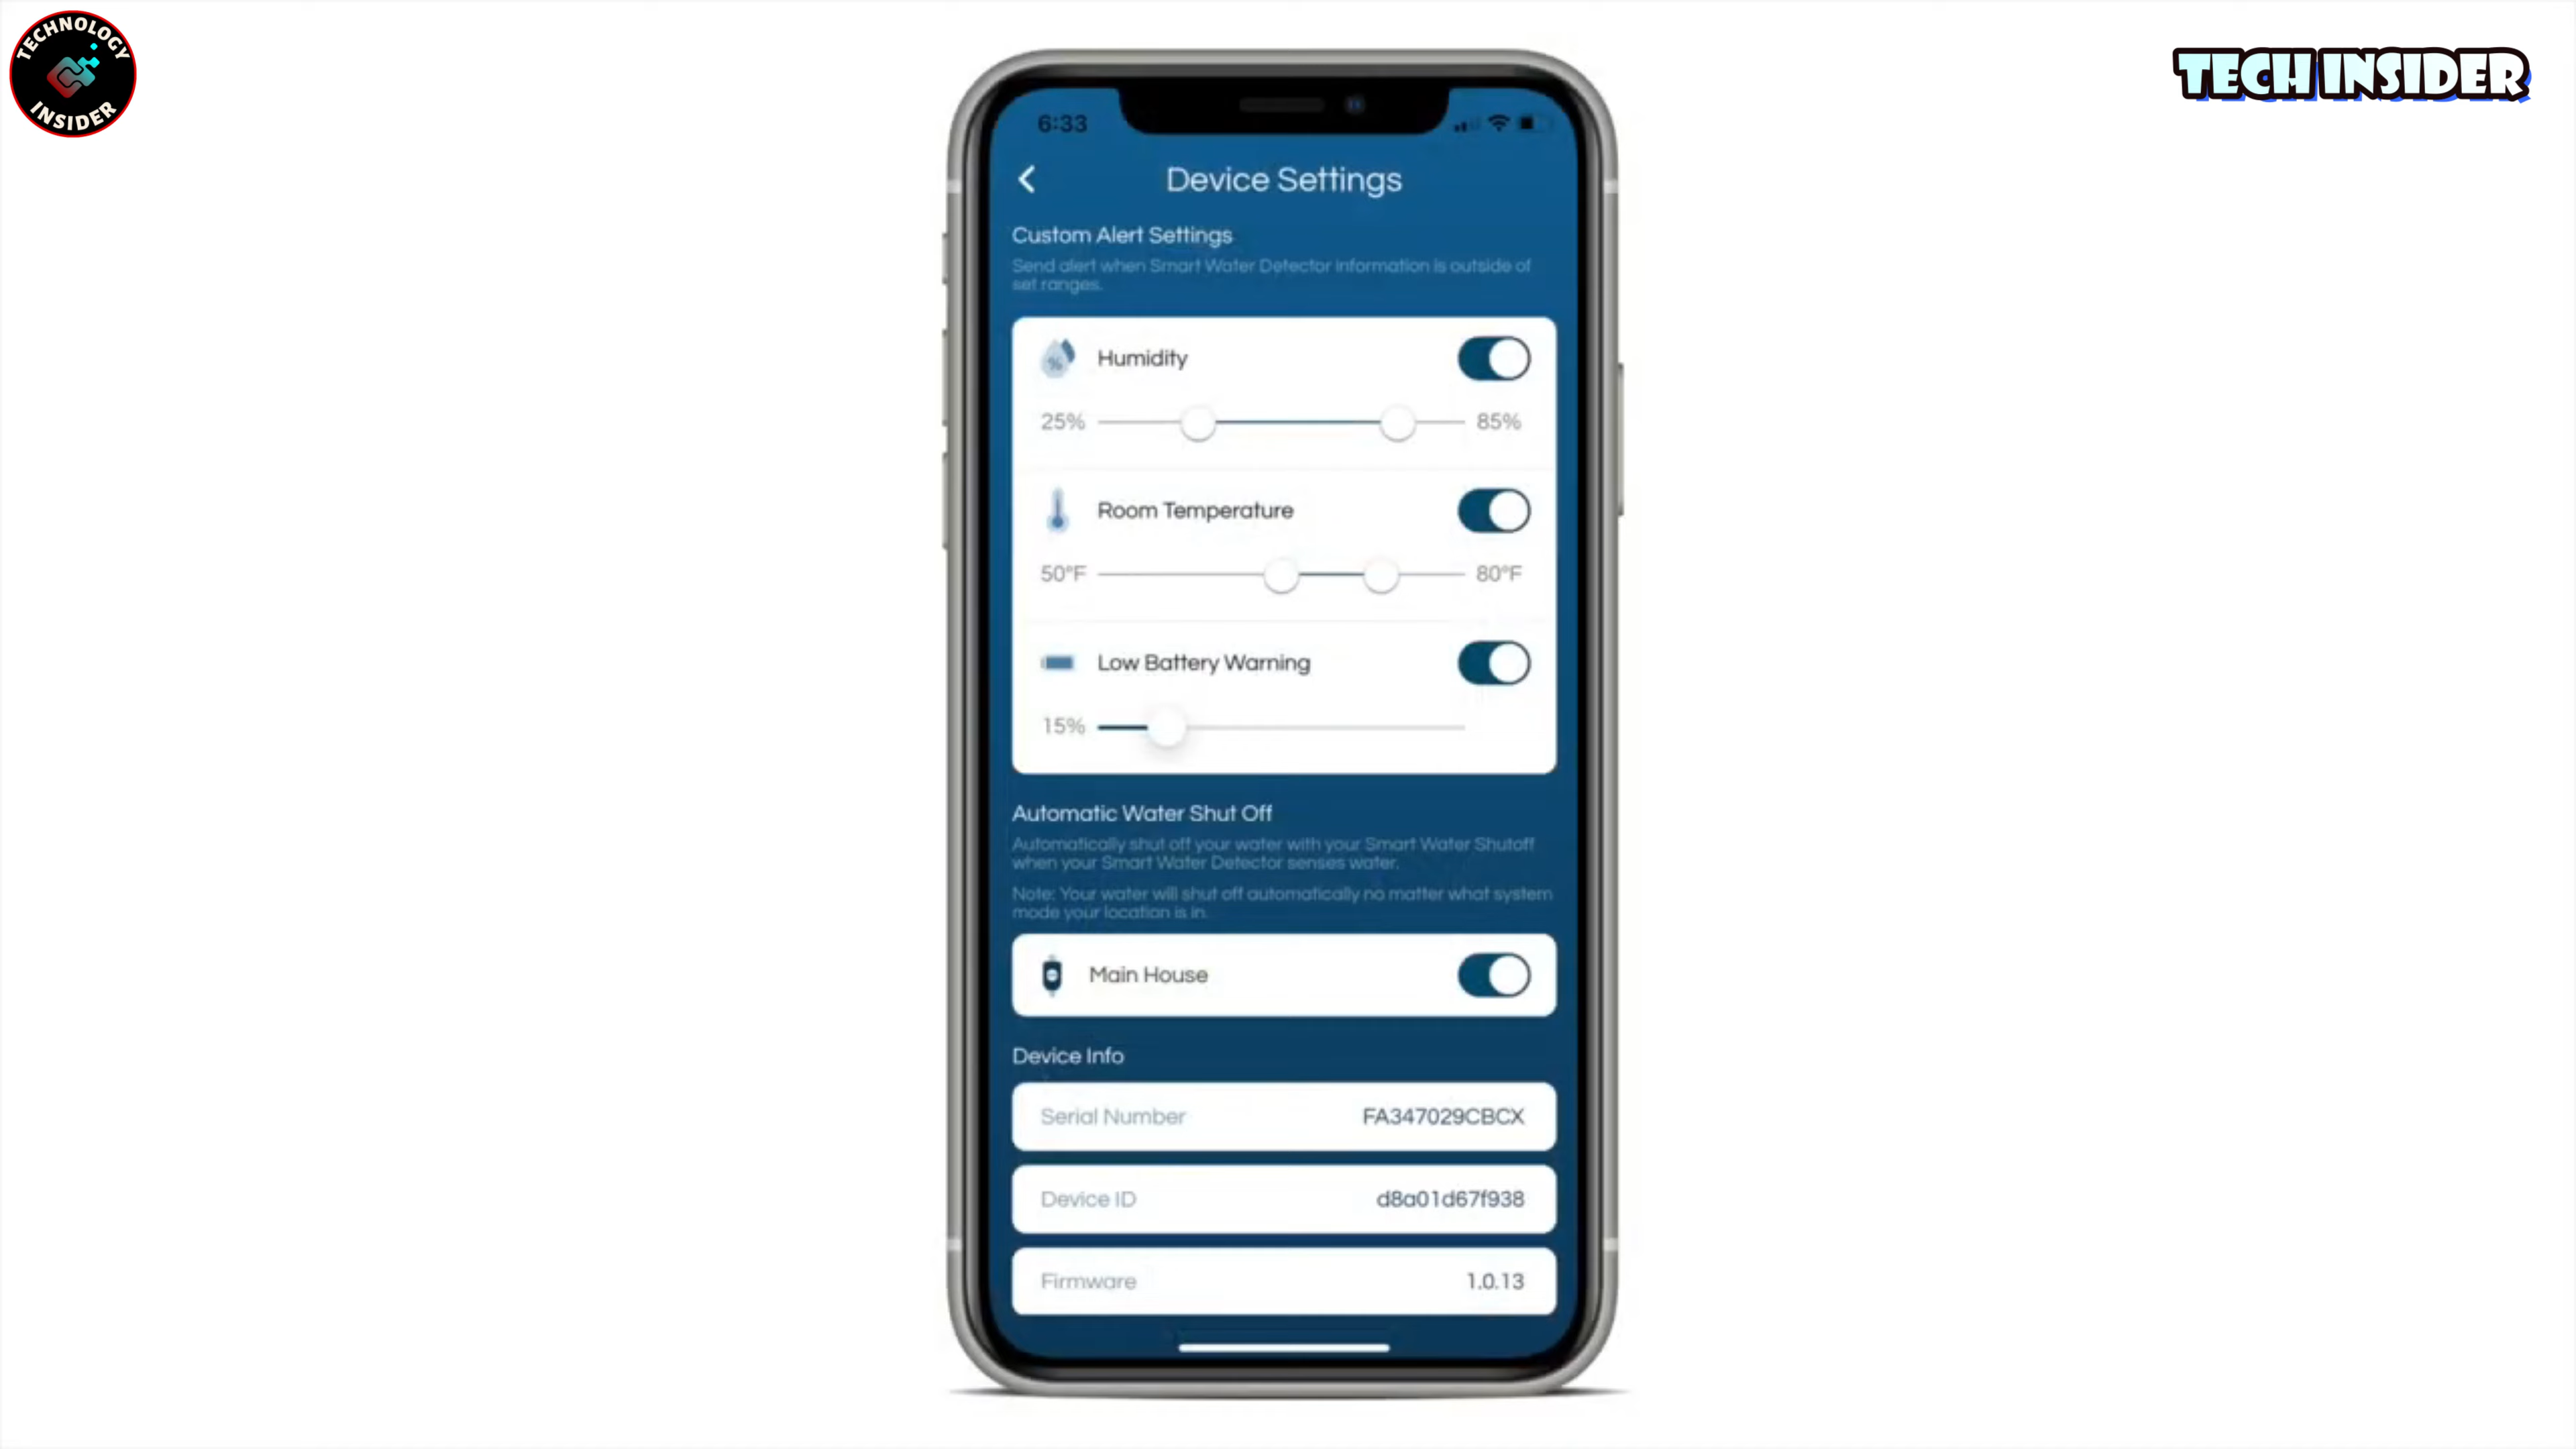 TECHNOLOGY
INSIDER
TECH INSIDER
6:33
Device Settings
Custom Alert Settings
Send alert when Smart Water Detector information is outside of
set ranges.
%
Humidity
25%
85%
Room Temperature
50°F
80°F
Low Battery Warning
15%
Automatic Water Shut Off
Automatically shut off your water with your Smart Water Shutoff
when your Smart Water Detector senses water.
Note: Your water will shut off automatically no matter what system
mode your location is in.
Main House
Device Info
Serial Number FA347029CBCX
Device ID d8a01d67f938
Firmware 1.0.13